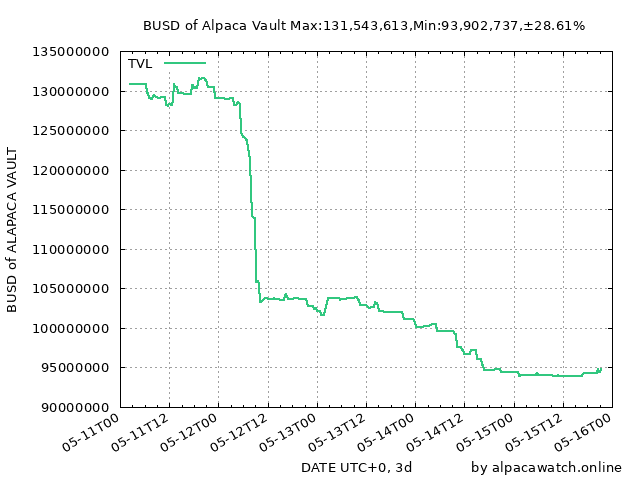 BUSD of Alpaca Vault Max:131,543,613,Min:93,902,737,±28.61%
TVL
135000000
130000000
125000000
120000000
115000000
110000000
105000000
100000000
95000000
90000000
BUSD of ALAPACA VAULT
05-11T00
05-11T12
05-12T00
05-12T12
05-13T00
05-13T12
05-14T00
05-14T12
05-15T00
05-15T12
05-16T00
DATE UTC+0, 3d
by alpacawatch.online